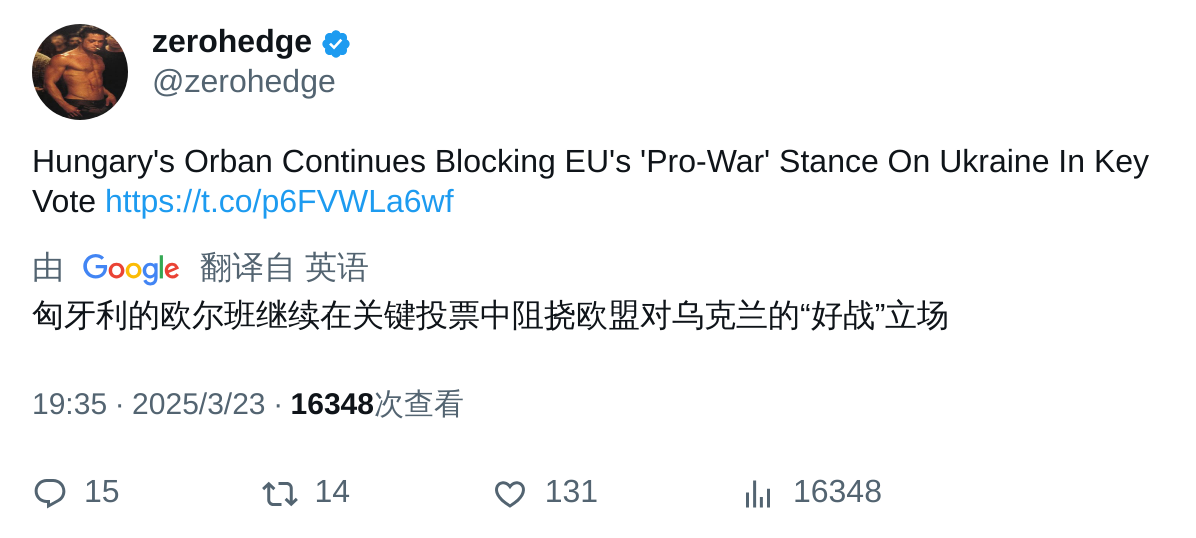 zerohedge
@zerohedge
Hungary's Orban Continues Blocking EU's 'Pro-War' Stance On Ukraine In Key
Vote https://t.co/p6FVWLa6wf
由 Google 翻译自 英语
匈牙利的欧尔班继续在关键投票中阻挠欧盟对乌克兰的“好战”立场
19:35 · 2025/3/23 · 16348次查看
15 14 131 16348